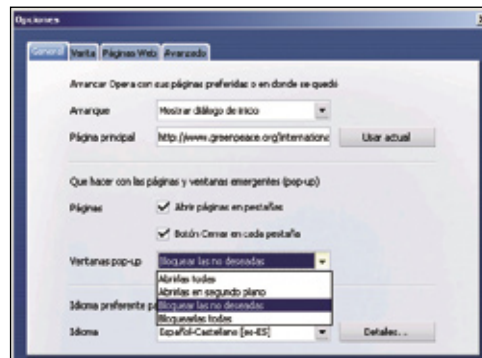 Opciones
General Varita Páginas Web Avanzado
Arrancar Opera con sus páginas preferidas o en donde se quedó
Arranque Mostrar diálogo de inicio
Página principal http://www.greenpeace.org/internationa Usar actual
Que hacer con las páginas y ventanas emergentes (pop-up)
Páginas Abrir páginas en pestañas
Botón Cerrar en cada pestaña
Ventanas pop-up Bloquear las no deseadas
Abrirlas todas
Abrirlas en segundo plano
Bloquear las no deseadas
Idioma preferente pa
Bloquearlas todas
Idioma Español-Castellano [es-ES] Detalles...